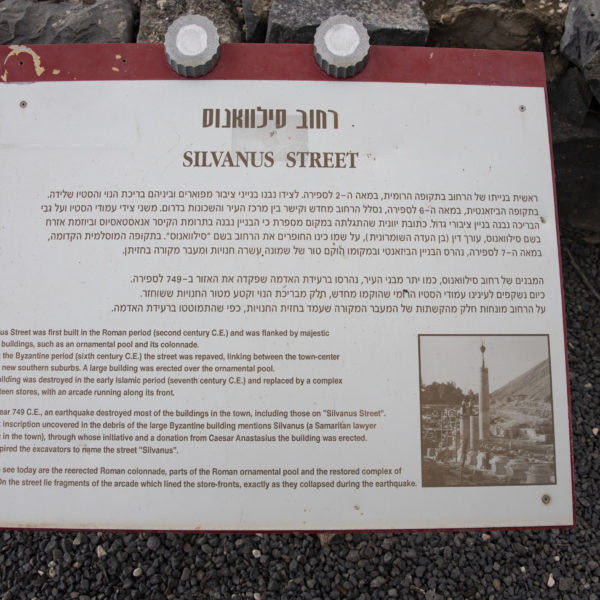 רחוב סילוואנוס
SILVANUS STREET
ראשית בנייתו של הרחוב בתקופה הרומית, במאה ה-2 לספירה. לצידו נבנו בנייני ציבור מפוארים וביניהם בריכת הנוי והסטיו שלידה.
בתקופה הביזאנטית, במאה ה-6 לספירה, נסלל הרחוב מחדש וקישר בין מרכז העיר והשכונות בדרום. משני צידי עמודי הסטיו ועל גבי
הבריכה נבנה בניין ציבורי גדול. כתובת יוונית שהתגלתה במקום מספרת כי הבניין נבנה בתרומת הקיסר אנאסטאסיוס וביוזמת אזרח
בשם סילוואנוס, עורך דין (בן העדה השומרונית), על שמו כינו החופרים את הרחוב בשם "סילוואנוס". בתקופה המוסלמית הקדומה,
במאה ה-7 לספירה, נהרס הבניין הביזאנטי ובמקומו הוקם טור של שמונה עשרה חנויות ומעבר מקורה בחזיתן.
המבנים של רחוב סילוואנוס, כמו יתר מבני העיר, נהרסו ברעידת האדמה שפקדה את האזור ב-749 לספירה.
כיום נשקפים לעינינו עמודי הסטיו הרומי שהוקמו מחדש, חלק מבריכת הנוי וקטע מטור החנויות ששוחזר.
על הרחוב מונחות חלק מהקשתות של המעבר המקורה שעמד בחזית החנויות, כפי שהתמוטטו ברעידת האדמה.
us Street was first built in the Roman period (second century C.E.) and was flanked by majestic
buildings, such as an ornamental pool and its colonnade.
the Byzantine period (sixth century C.E.) the street was repaved, linking between the town-center
new southern suburbs. A large building was erected over the ornamental pool.
uilding was destroyed in the early Islamic period (seventh century C.E.) and replaced by a complex
teen stores, with an arcade running along its front.
ear 749 C.E., an earthquake destroyed most of the buildings in the town, including those on "Silvanus Street".
inscription uncovered in the debris of the large Byzantine building mentions Silvanus (a Samaritan lawyer
in the town), through whose initiative and a donation from Caesar Anastasius the building was erected.
pired the excavators to name the street "Silvanus".
see today are the reerected Roman colonnade, parts of the Roman ornamental pool and the restored complex of
On the street lie fragments of the arcade which lined the store-fronts, exactly as they collapsed during the earthquake.